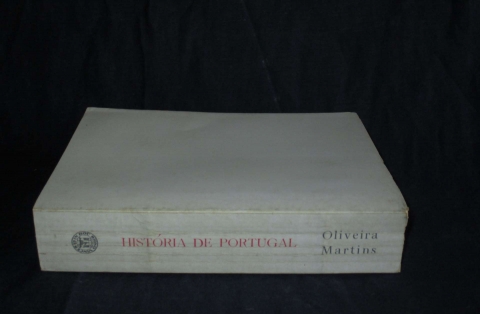 HISTÓRIA DE PORTUGAL
Oliveira
Martins